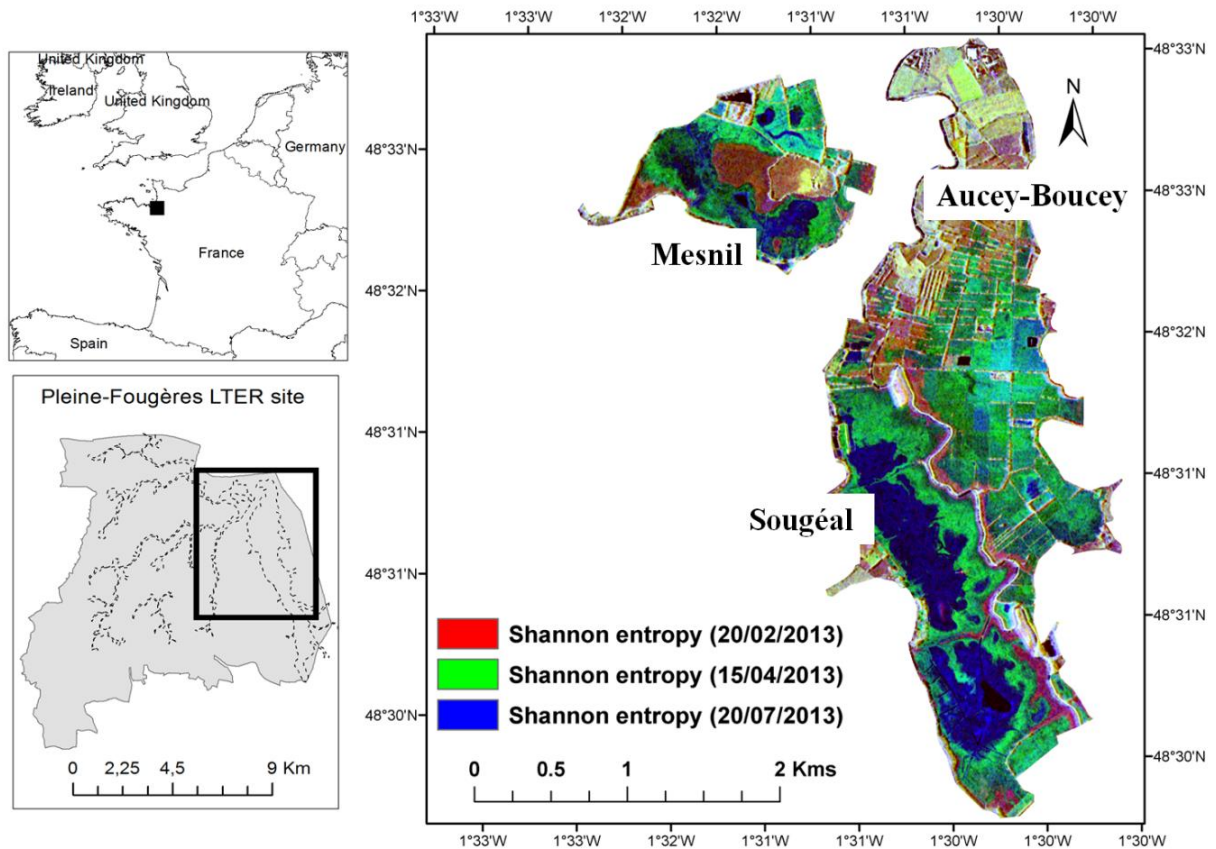 United Kingdom
Ireland
United Kingdom
Germany
France
Spain
Pleine-Fougères LTER site
0 2,25 4,5 9 Km
1°33'W 1°33'W 1°32'W 1°31'W 1°31'W 1°30'W 1°30'W
48°33'N
48°33'N
48°32'N
48°31'N
48°31'N
48°30'N
N
Aucey-Boucey
Mesnil
Sougéal
Shannon entropy (20/02/2013)
Shannon entropy (15/04/2013)
Shannon entropy (20/07/2013)
0 0.5 1 2 Kms
48°33'N
48°33'N
48°32'N
48°31'N
48°31'N
48°30'N
1°33'W 1°33'W 1°32'W 1°31'W 1°31'W 1°30'W 1°30'W 1°30'W